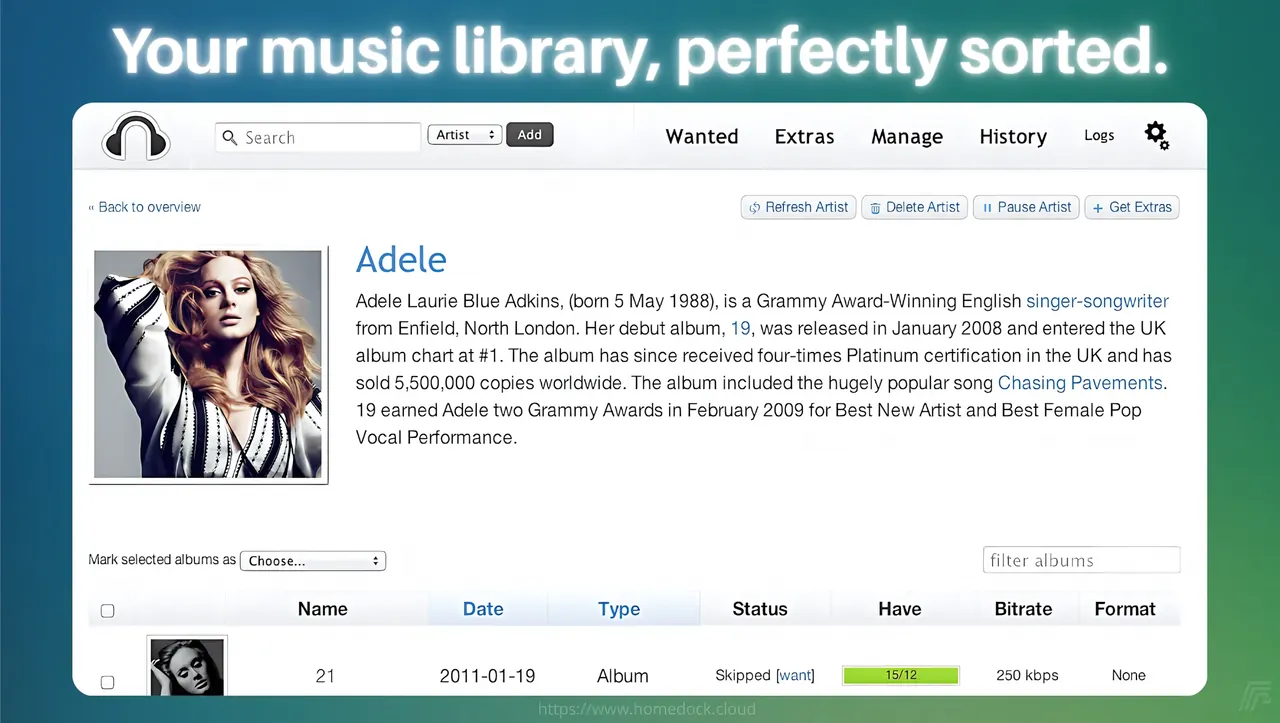 Your music library, perfectly sorted.
Search
Artist
Add
Wanted
Extras
Manage
History
Logs
« Back to overview
Refresh Artist
Delete Artist
Pause Artist
+ Get Extras
Adele
Adele Laurie Blue Adkins, (born 5 May 1988), is a Grammy Award-Winning English singer-songwriter
from Enfield, North London. Her debut album, 19, was released in January 2008 and entered the UK
album chart at #1. The album has since received four-times Platinum certification in the UK and has
sold 5,500,000 copies worldwide. The album included the hugely popular song Chasing Pavements.
19 earned Adele two Grammy Awards in February 2009 for Best New Artist and Best Female Pop
Vocal Performance.
Mark selected albums as Choose...
filter albums
Name Date Type Status Have Bitrate Format
21 2011-01-19 Album Skipped [want] 15/12 250 kbps None
https://www.homedock.cloud